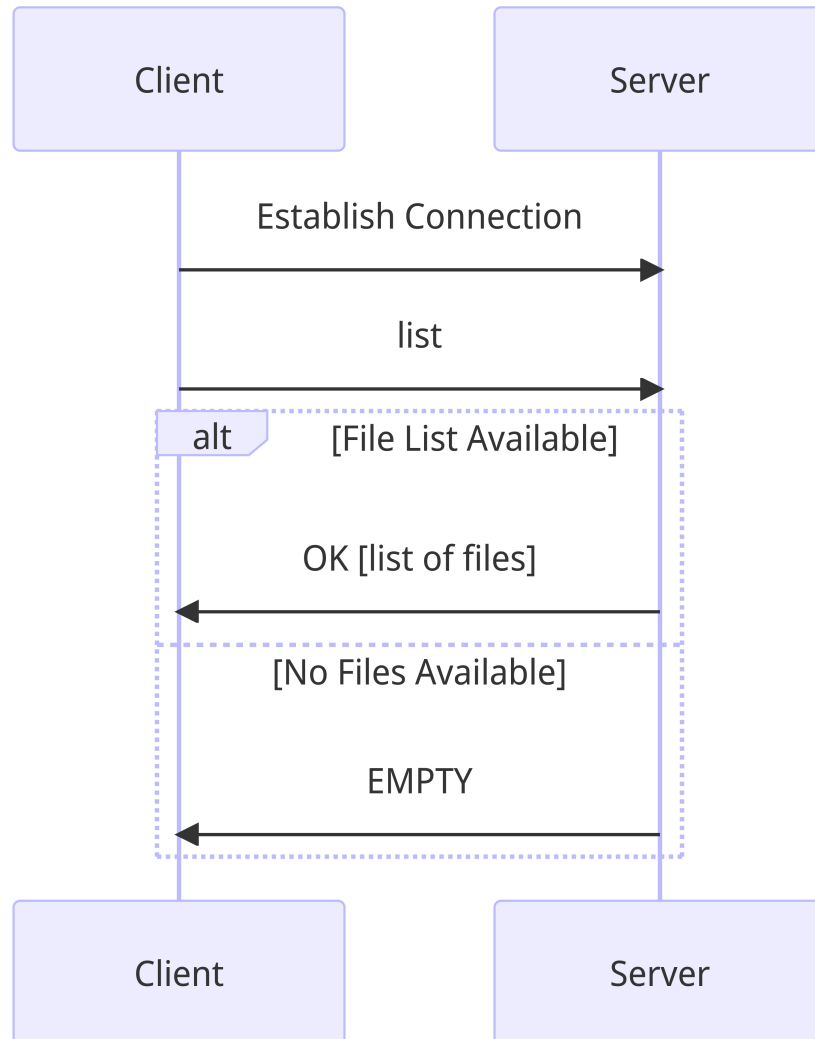 Client
Server
Establish Connection
list
alt
[File List Available]
OK [list of files]
[No Files Available]
EMPTY
Client
Server